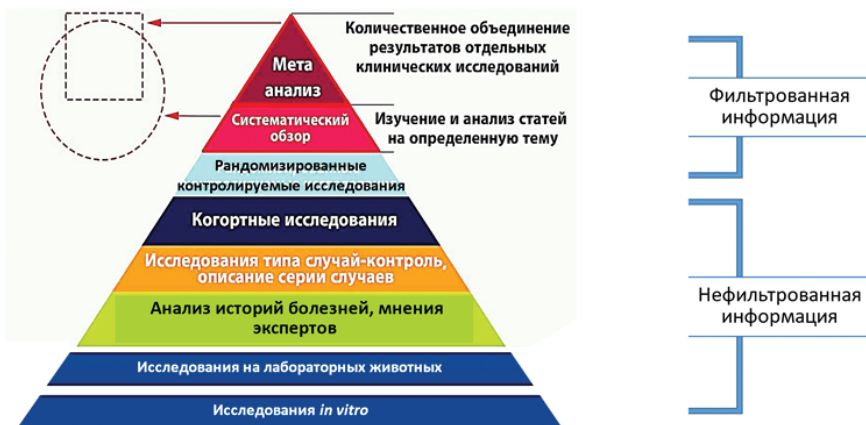 Количественное объединение
результатов отдельных
клинических исследований
Мета
анализ
Систематический
обзор
Изучение и анализ статей
на определенную тему
Рандомизированные
контролируемые исследования
Когортные исследования
Исследования типа случай-контроль,
описание серии случаев
Анализ историй болезней, мнения
экспертов
Исследования на лабораторных животных
Исследования in vitro
Фильтрованная
информация
Нефильтрованная
информация